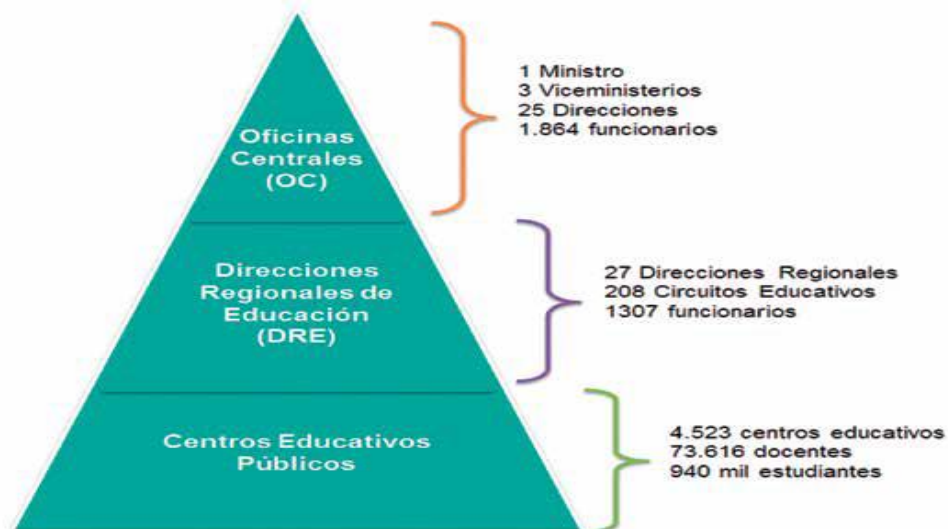 Oficinas
Centrales
(OC)
1 Ministro
3 Viceministerios
25 Direcciones
1.864 funcionarios
Direcciones
Regionales de
Educación
(DRE)
27 Direcciones Regionales
208 Circuitos Educativos
1307 funcionarios
Centros Educativos
Públicos
4.523 centros educativos
73.616 docentes
940 mil estudiantes